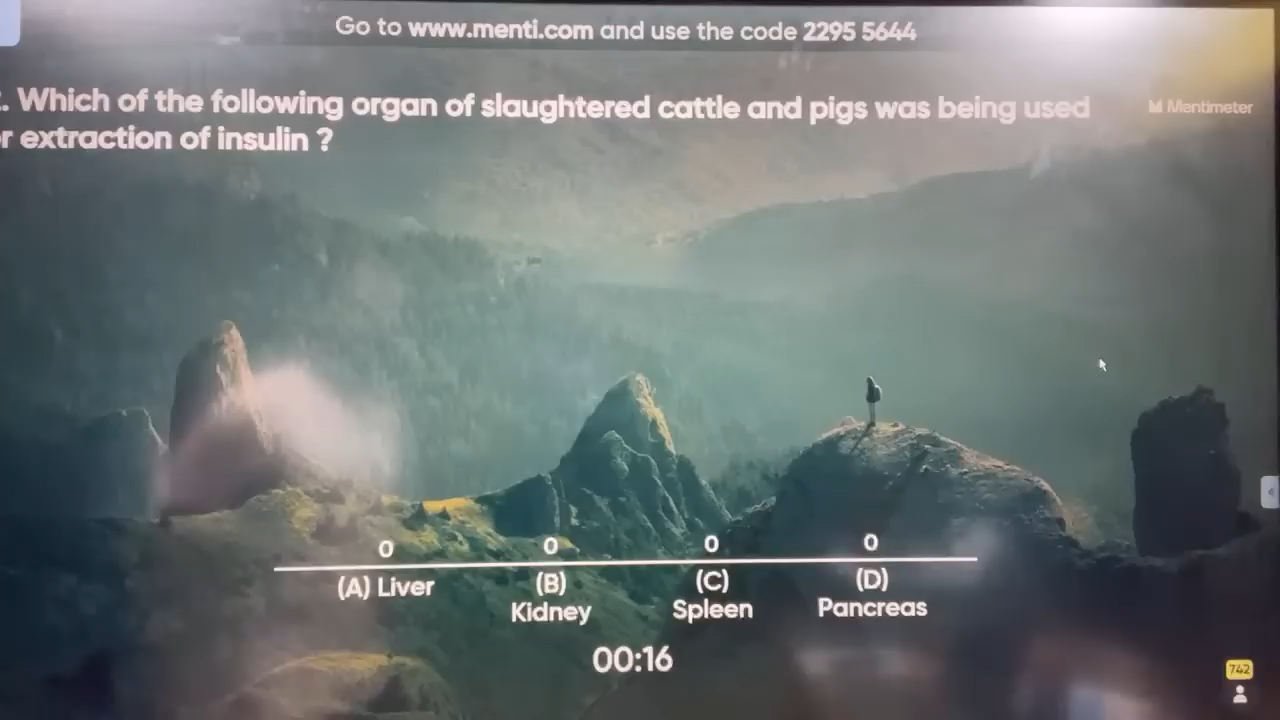 Go to www.menti.com and use the code 2295 5644
. Which of the following organ of slaughtered cattle and pigs was being used
r extraction of insulin ?
Mentimeter
0 0 0 0
(A) Liver (B) Kidney (C) Spleen (D) Pancreas
00:16
742